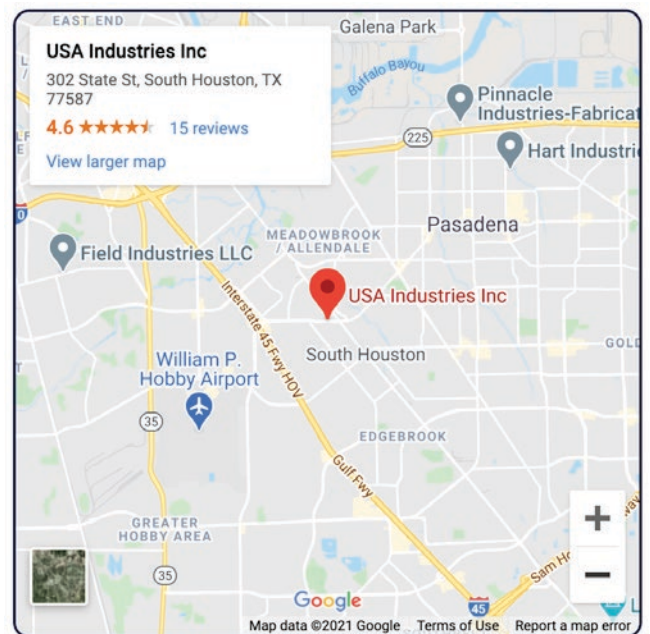 EAST END
USA Industries Inc
302 State St, South Houston, TX
77587
4.6 ★★★★★ 15 reviews
View larger map
Galena Park
Buffalo Bayou
Pinnacle
Industries-Fabricat
225
Hart Industrie
Pasadena
MEADOWBROOK
/ ALLENDALE
Field Industries LLC
USA Industries Inc
Interstate 45 Fwy HOV
South Houston
GOLD
William P.
Hobby Airport
35
EDGEBROOK
Gulf Fwy
GREATER
HOBBY AREA
35
+
−
Sam Ho
way
Google
45
L
Map data ©2021 Google Terms of Use Report a map error